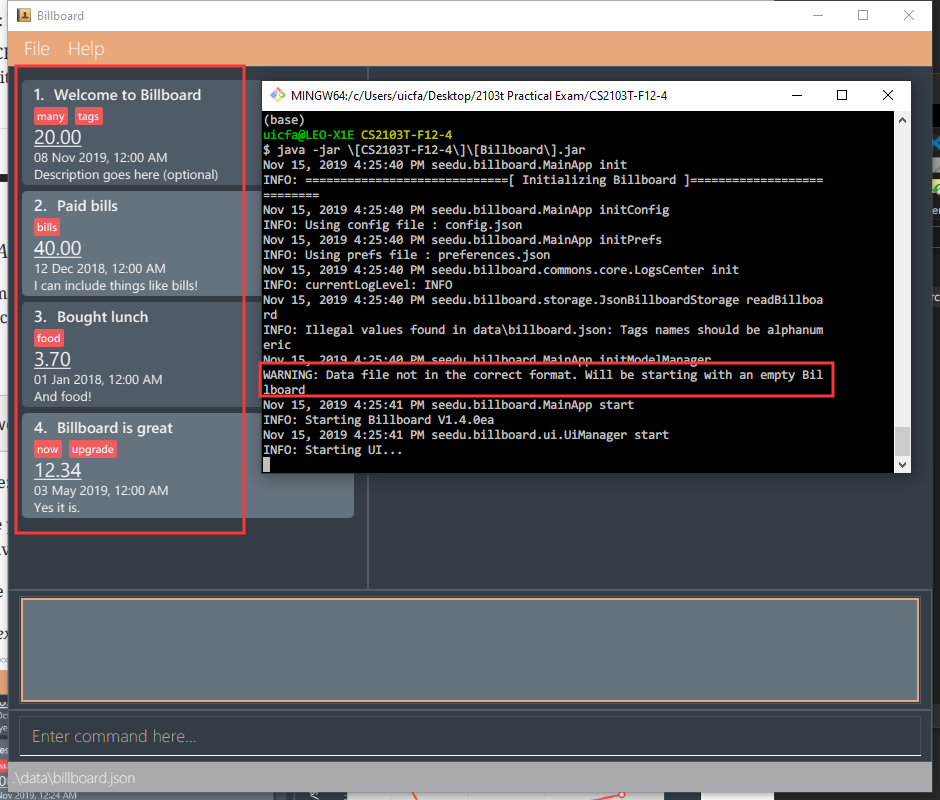 Billboard
File Help
1. Welcome to Billboard
many tags
20.00
08 Nov 2019, 12:00 AM
Description goes here (optional)
2. Paid bills
bills
40.00
12 Dec 2018, 12:00 AM
I can include things like bills!
3. Bought lunch
food
3.70
01 Jan 2018, 12:00 AM
And food!
4. Billboard is great
now upgrade
12.34
03 May 2019, 12:00 AM
Yes it is.
MINGW64:/c/Users/uicfa/Desktop/2103t Practical Exam/CS2103T-F12-4
(base)
uicfa@LEO-X1E CS2103T-F12-4
$ java -jar \[CS2103T-F12-4\]\[Billboard\].jar
Nov 15, 2019 4:25:40 PM seedu.billboard.MainApp init
INFO: =============================[ Initializing Billboard ]===================
========
Nov 15, 2019 4:25:40 PM seedu.billboard.MainApp initConfig
INFO: Using config file : config.json
Nov 15, 2019 4:25:40 PM seedu.billboard.MainApp initPrefs
INFO: Using prefs file : preferences.json
Nov 15, 2019 4:25:40 PM seedu.billboard.commons.core.LogsCenter init
INFO: currentLogLevel: INFO
Nov 15, 2019 4:25:40 PM seedu.billboard.storage.JsonBillboardStorage readBillboa
rd
INFO: Illegal values found in data\billboard.json: Tags names should be alphanum
eric
Nov 15, 2019 4:25:40 PM seedu.billboard.MainApp initModelManager
WARNING: Data file not in the correct format. Will be starting with an empty Bil
lboard
Nov 15, 2019 4:25:41 PM seedu.billboard.MainApp start
INFO: Starting Billboard V1.4.0ea
Nov 15, 2019 4:25:41 PM seedu.billboard.ui.UiManager start
INFO: Starting UI...
Enter command here...
.\data\billboard.json
Nov 2019, 12:24 AM